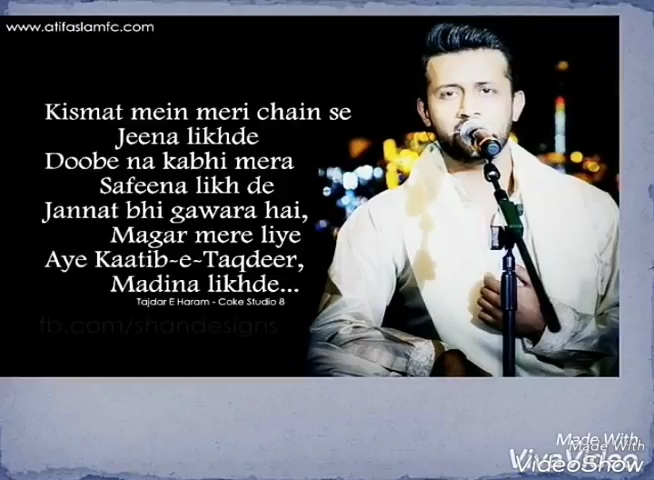 www.atifaslamfc.com
Kismat mein meri chain se
Jeena likhde
Doobe na kabhi mera
Safeena likh de
Jannat bhi gawara hai,
Magar mere liye
Aye Kaatib-e-Taqdeer,
Madina likhde...
Tajdar E Haram - Coke Studio 8
fb.com/shandesigns
Made With
Made With
VivaVideo
VideoShow